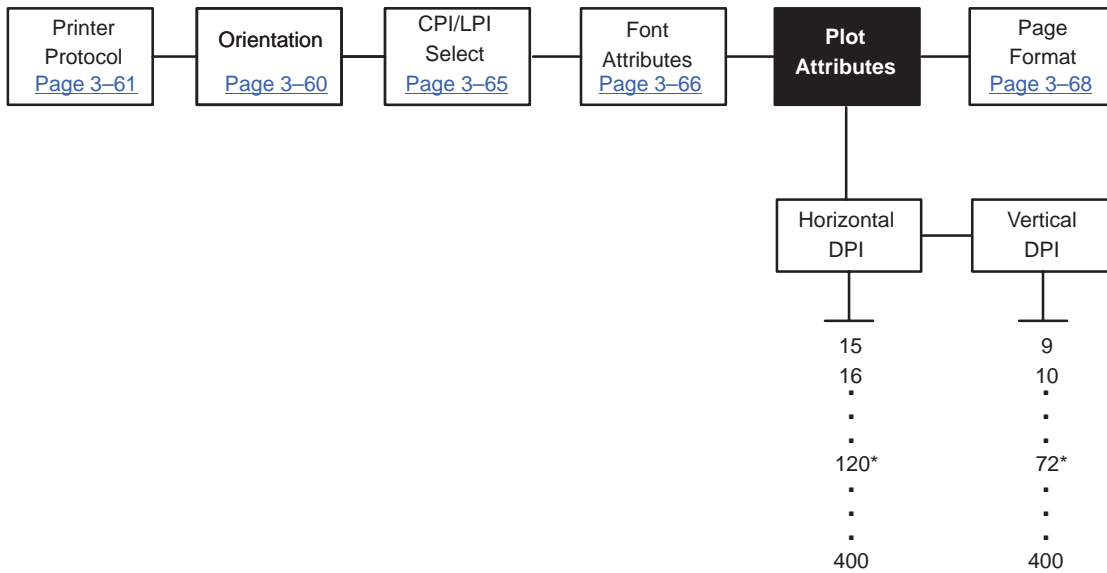 Printer
Protocol
Page 3–61
Orientation
Page 3–60
CPI/LPI
Select
Page 3–65
Font
Attributes
Page 3–66
Plot
Attributes
Page
Format
Page 3–68
Horizontal
DPI
Vertical
DPI
15
16
.
.
.
120*
.
.
.
400
9
10
.
.
.
72*
.
.
.
400